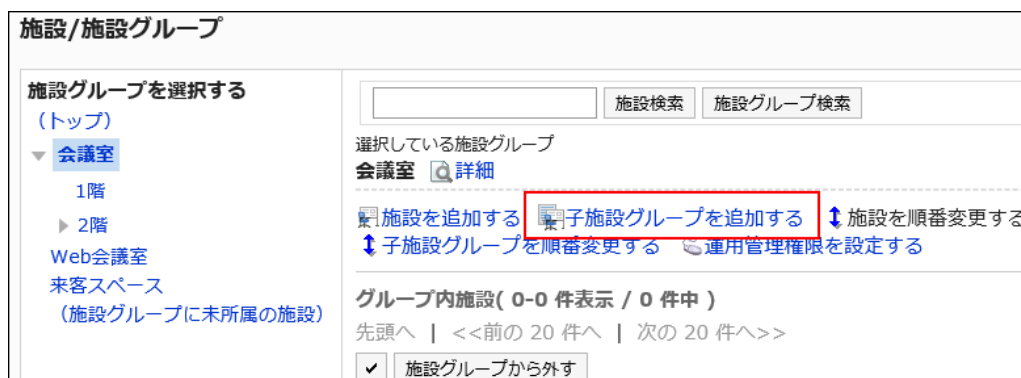 施設/施設グループ
施設グループを選択する
(トップ)
会議室
1階
2階
Web会議室
来客スペース
(施設グループに未所属の施設)
施設検索 施設グループ検索
選択している施設グループ
会議室 詳細
施設を追加する 子施設グループを追加する 施設を順番変更する
子施設グループを順番変更する 運用管理権限を設定する
グループ内施設( 0-0 件表示 / 0 件中 )
先頭へ | <<前の 20 件へ | 次の 20 件へ>>
施設グループから外す